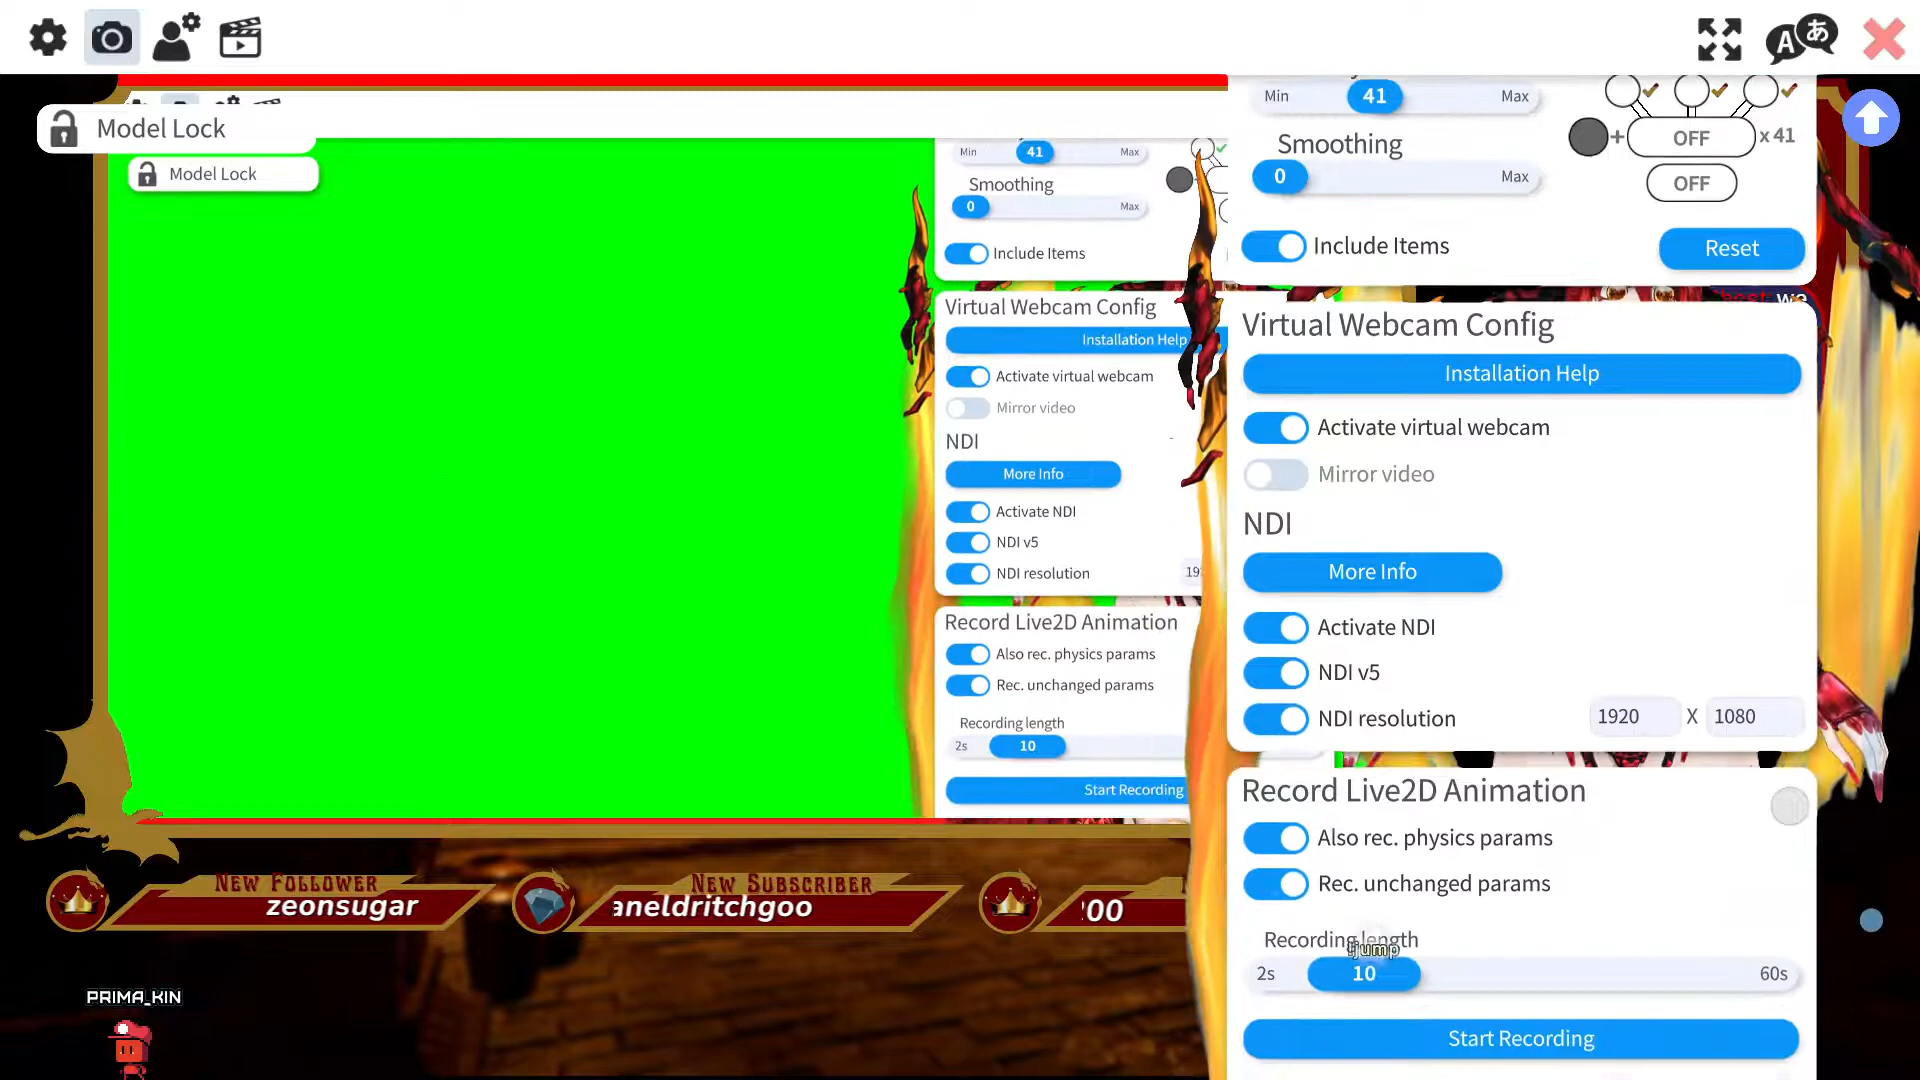 Aあ
Model Lock
Model Lock
Min 41 Max
Smoothing
0 Max
Include Items
Virtual Webcam Config
Installation Help
Activate virtual webcam
Mirror video
NDI
More Info
Activate NDI
NDI v5
NDI resolution 19
Record Live2D Animation
Also rec. physics params
Rec. unchanged params
Recording length
2s 10
Start Recording
Min 41 Max
OFF x 41
Smoothing
0 Max
OFF
Include Items
Reset
Virtual Webcam Config
Installation Help
Activate virtual webcam
Mirror video
NDI
More Info
Activate NDI
NDI v5
NDI resolution 1920 X 1080
Record Live2D Animation
Also rec. physics params
Rec. unchanged params
Recording length
!jump
2s 10 60s
Start Recording
New Follower
zeonsugar
New Subscriber
aneldritchgoo
00
PRIMA_KIN